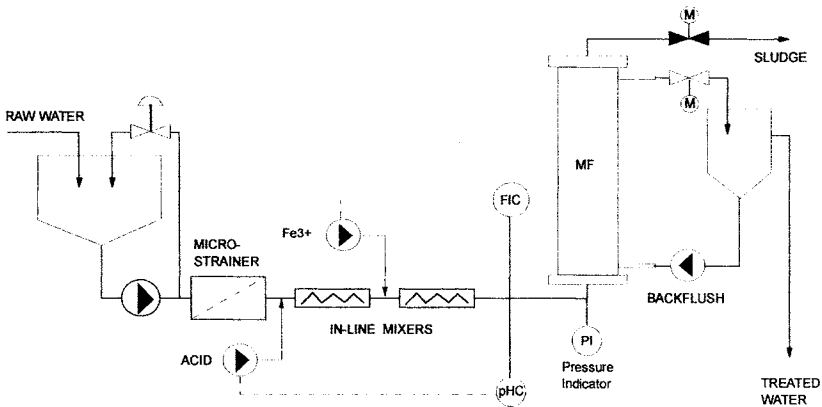 M
SLUDGE
RAW WATER
M
MF
FIC
Fe3+
MICRO-
STRAINER
BACKFLUSH
IN-LINE MIXERS
ACID
PI
Pressure
Indicator
pHC
TREATED
WATER